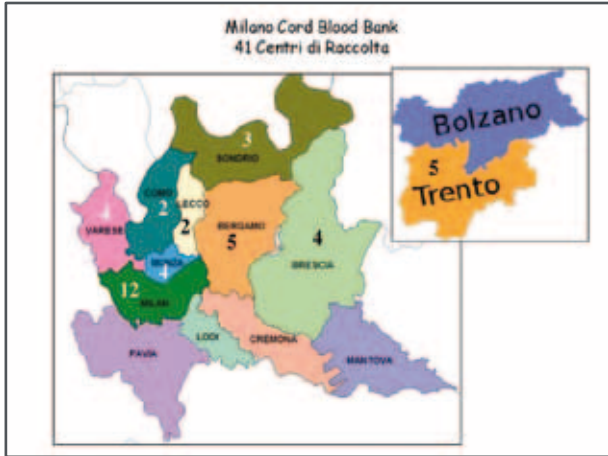 Milano Cord Blood Bank
41 Centri di Raccolta
3
SONDRIO
Bolzano
5
Trento
COMO
2
LECCO
2
4
VARESE
BERGAMO
5
4
BRESCIA
MONZA
4
12
MILAN
LODI
CREMONA
PAVIA
MANTOVA